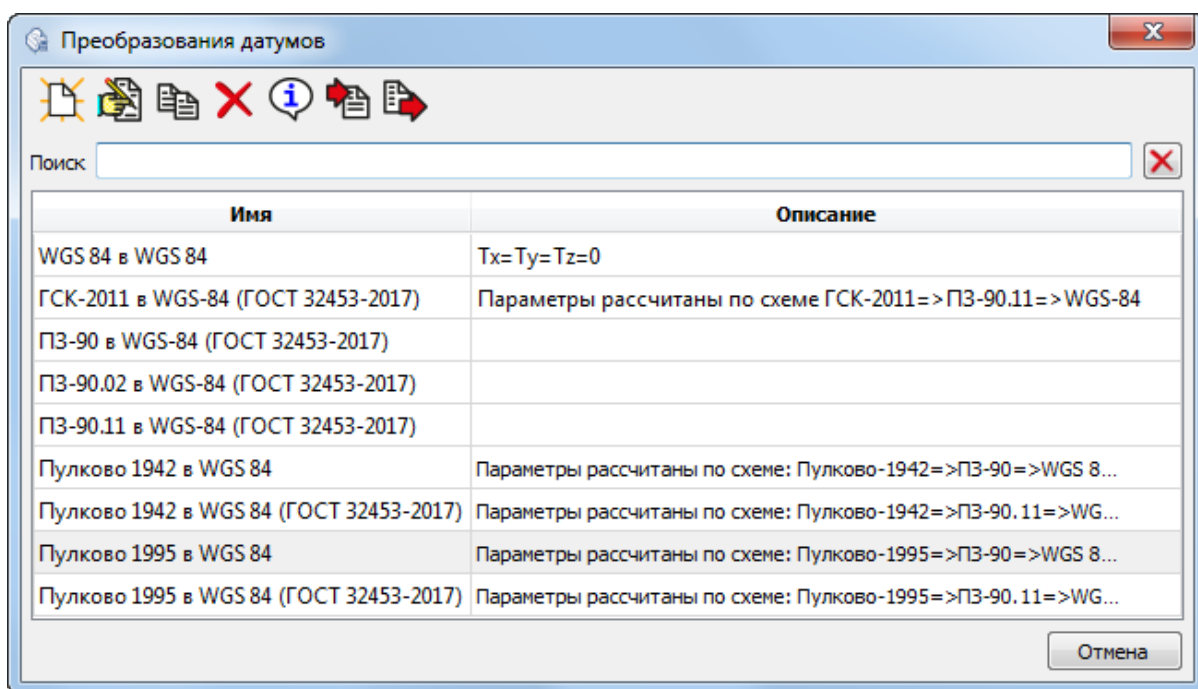 Преобразования датумов
Поиск
Имя Описание
WGS 84 в WGS 84 Tx=Ty=Tz=0
ГСК-2011 в WGS-84 (ГОСТ 32453-2017) Параметры рассчитаны по схеме ГСК-2011=>ПЗ-90.11=>WGS-84
ПЗ-90 в WGS-84 (ГОСТ 32453-2017)
ПЗ-90.02 в WGS-84 (ГОСТ 32453-2017)
ПЗ-90.11 в WGS-84 (ГОСТ 32453-2017)
Пулково 1942 в WGS 84 Параметры рассчитаны по схеме: Пулково-1942=>ПЗ-90=>WGS 8...
Пулково 1942 в WGS 84 (ГОСТ 32453-2017) Параметры рассчитаны по схеме: Пулково-1942=>ПЗ-90.11=>WG...
Пулково 1995 в WGS 84 Параметры рассчитаны по схеме: Пулково-1995=>ПЗ-90=>WGS 8...
Пулково 1995 в WGS 84 (ГОСТ 32453-2017) Параметры рассчитаны по схеме: Пулково-1995=>ПЗ-90.11=>WG...
Отмена